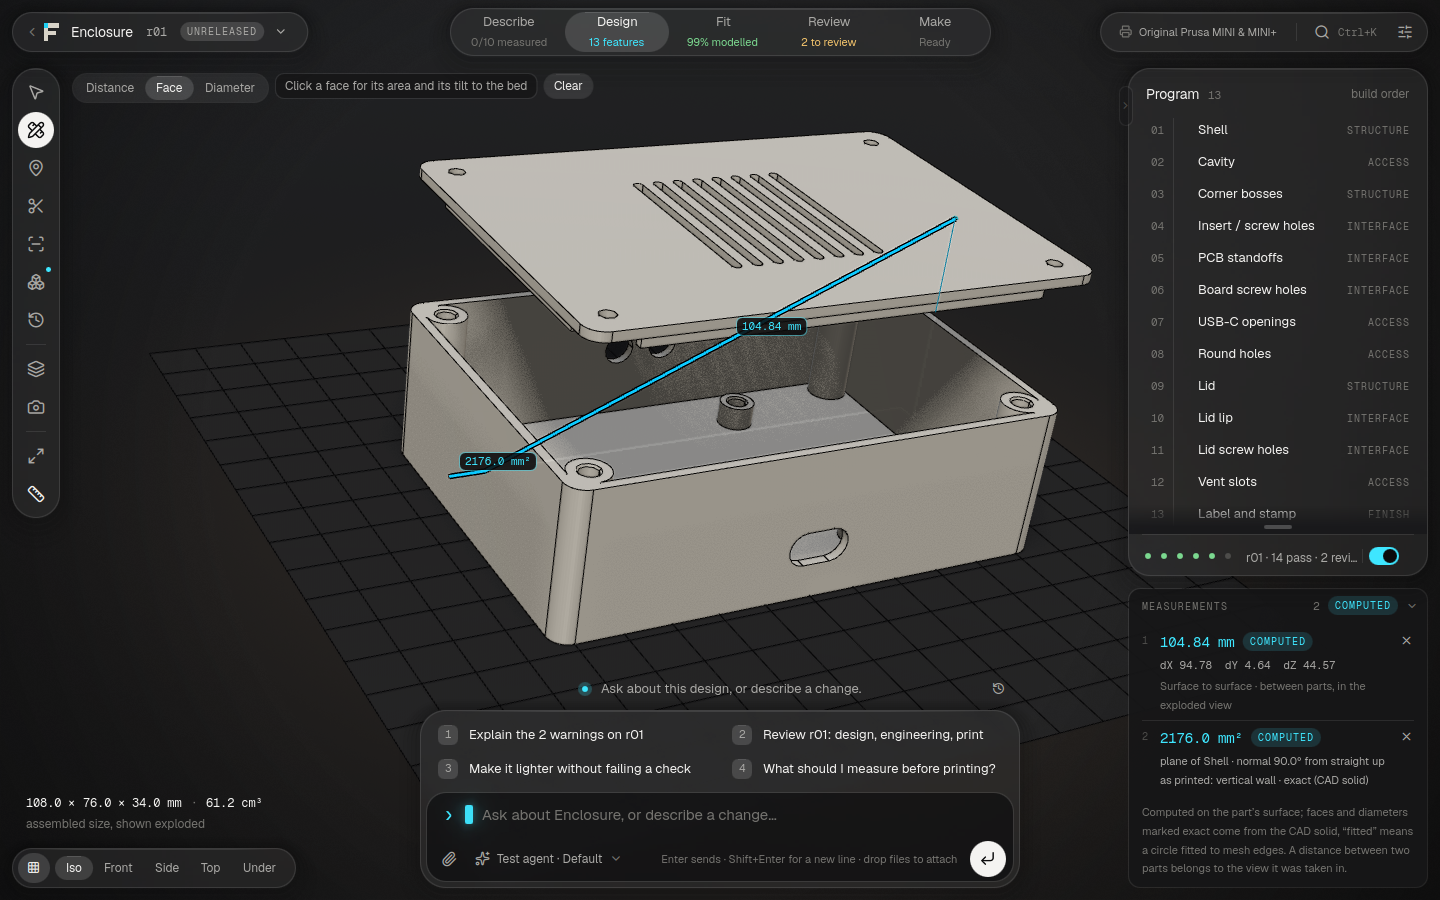 Enclosure r01 UNRELEASED
Describe
0/10 measured
Design
13 features
Fit
99% modelled
Review
2 to review
Make
Ready
Original Prusa MINI & MINI+
Ctrl+K
Distance Face Diameter
Click a face for its area and its tilt to the bed
Clear
Program 13 build order
01 Shell STRUCTURE
02 Cavity ACCESS
03 Corner bosses STRUCTURE
04 Insert / screw holes INTERFACE
05 PCB standoffs INTERFACE
06 Board screw holes INTERFACE
07 USB-C openings ACCESS
08 Round holes ACCESS
09 Lid STRUCTURE
10 Lid lip INTERFACE
11 Lid screw holes INTERFACE
12 Vent slots ACCESS
13 Label and stamp FINISH
r01 · 14 pass · 2 revi...
104.84 mm
2176.0 mm²
MEASUREMENTS 2 COMPUTED
1 104.84 mm COMPUTED
dX 94.78 dY 4.64 dZ 44.57
Surface to surface · between parts, in the
exploded view
2 2176.0 mm² COMPUTED
plane of Shell · normal 90.0° from straight up
as printed: vertical wall · exact (CAD solid)
Computed on the part's surface; faces and diameters
marked exact come from the CAD solid, “fitted” means
a circle fitted to mesh edges. A distance between two
parts belongs to the view it was taken in.
Ask about this design, or describe a change.
1 Explain the 2 warnings on r01
2 Review r01: design, engineering, print
3 Make it lighter without failing a check
4 What should I measure before printing?
Ask about Enclosure, or describe a change...
Test agent · Default
Enter sends · Shift+Enter for a new line · drop files to attach
108.0 × 76.0 × 34.0 mm · 61.2 cm³
assembled size, shown exploded
Iso Front Side Top Under